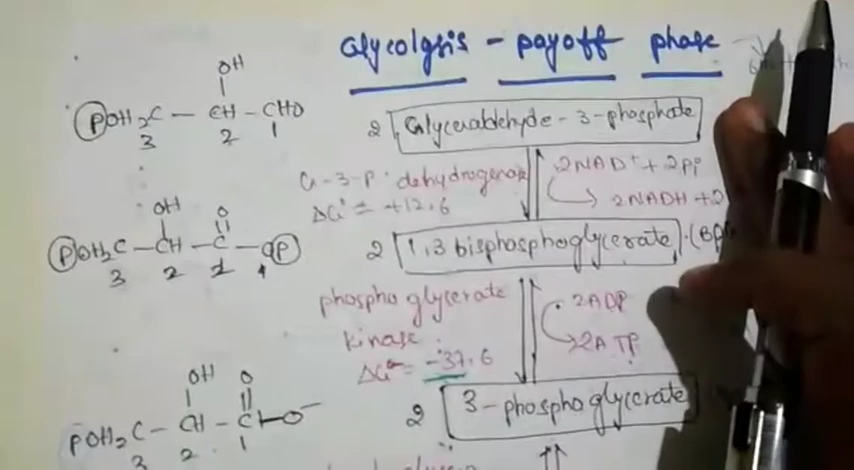 Glycolysis - payoff phase
OH
POH₂C — CH — CHO
3 2 1
2 Glyceraldehyde - 3 - phosphate
G-3-P dehydrogenase
ΔG° = +12.6
2NAD⁺ + 2Pi
2NADH + 2
OH O
POH₂C — CH — C — OP
3 2 1
2 1,3 bisphosphoglycerate (BP
phosphoglycerate
kinase
ΔG° = -37.6
2ADP
2ATP
OH O
POH₂C — CH — C — O⁻
3 2 1
2 3-phosphoglycerate